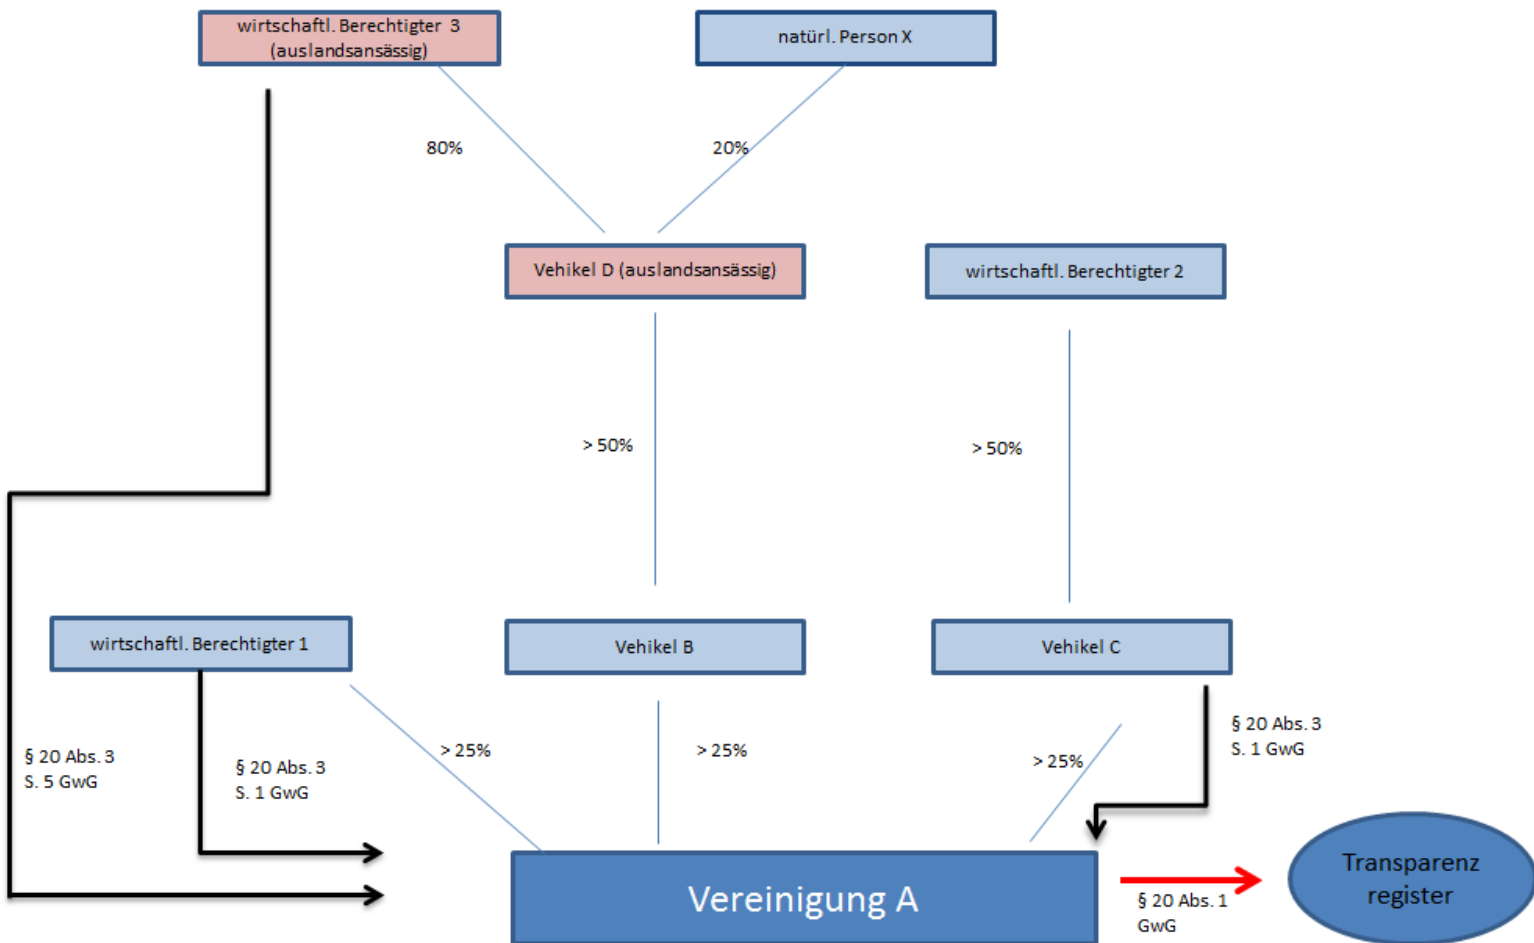 wirtschaftl. Berechtigter 3
(auslandsansässig)
natürl. Person X
80%
20%
Vehikel D (auslandsansässig)
wirtschaftl. Berechtigter 2
> 50%
> 50%
wirtschaftl. Berechtigter 1
Vehikel B
Vehikel C
§ 20 Abs. 3
S. 5 GwG
§ 20 Abs. 3
S. 1 GwG
> 25%
> 25%
> 25%
§ 20 Abs. 3
S. 1 GwG
Vereinigung A
§ 20 Abs. 1
GwG
Transparenz
register